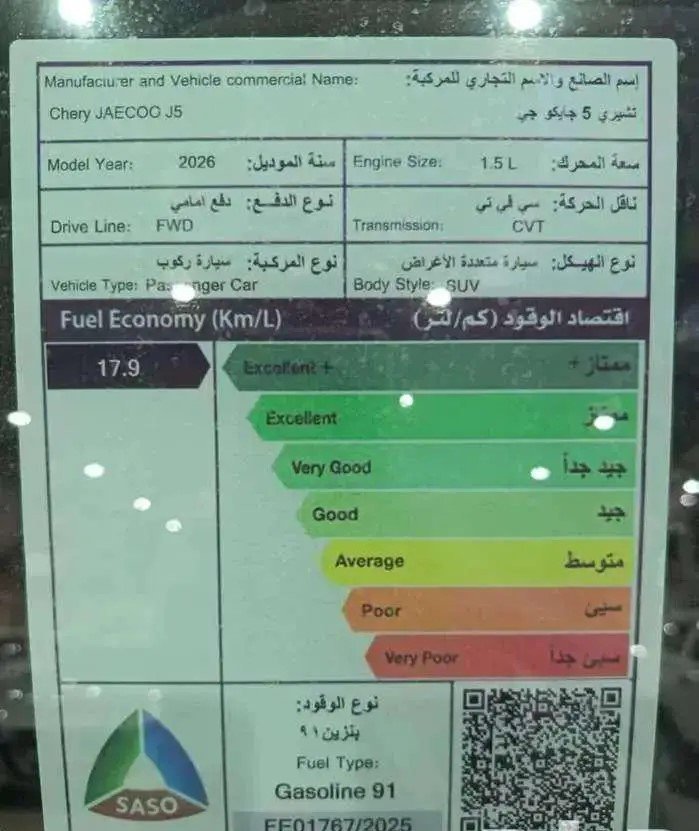 Manufacturer and Vehicle commercial Name: إسم الصانع والاسم التجاري للمركبة:
Chery JAECOO J5 تشيري 5 جايكو جي
Model Year: 2026 سنة الموديل:
Engine Size: 1.5 L سعة المحرك:
نوع الدفع: دفع امامي
Drive Line: FWD
ناقل الحركة: سي في تي
Transmission: CVT
نوع المركبة: سيارة ركوب
Vehicle Type: Passenger Car
نوع الهيكل: سيارة متعددة الأغراض
Body Style: SUV
Fuel Economy (Km/L) اقتصاد الوقود (كم/لتر)
17.9
Excellent + ممتاز +
Excellent ممتاز
Very Good جيد جداً
Good جيد
Average متوسط
Poor سيئ
Very Poor سيئ جداً
SASO
نوع الوقود:
بنزين ٩١
Fuel Type:
Gasoline 91
FE01767/2025